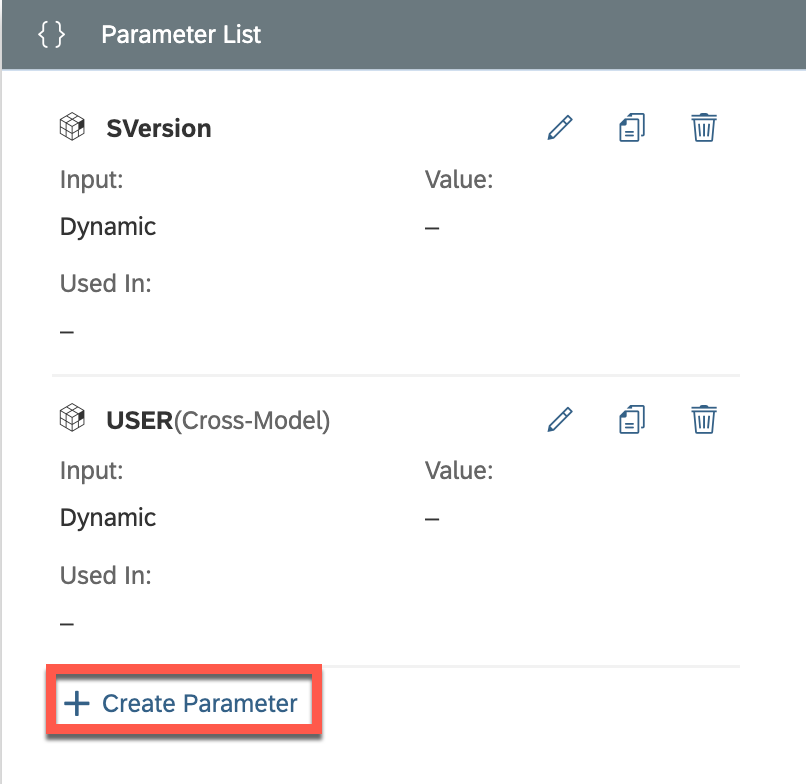 { } Parameter List
SVersion
Input: Value:
Dynamic –
Used In:
–
USER(Cross-Model)
Input: Value:
Dynamic –
Used In:
–
+ Create Parameter